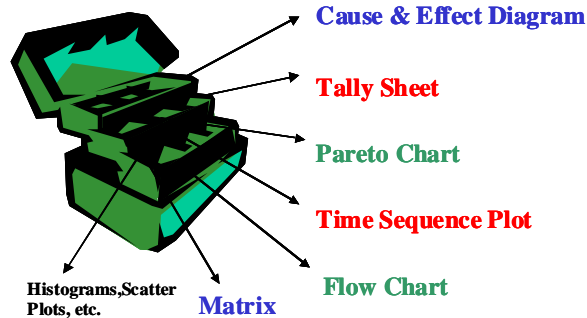 Cause & Effect Diagram
Tally Sheet
Pareto Chart
Time Sequence Plot
Flow Chart
Histograms,Scatter
Plots, etc.
Matrix